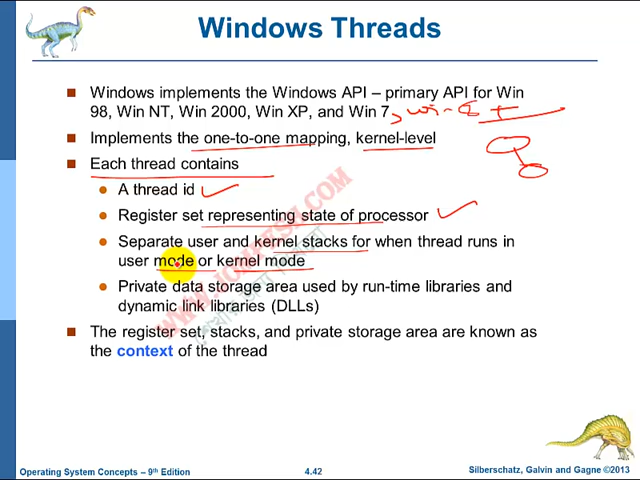 Windows Threads
Windows implements the Windows API – primary API for Win
98, Win NT, Win 2000, Win XP, and Win 7, win-8 +
Implements the one-to-one mapping, kernel-level
Each thread contains
A thread id
Register set representing state of processor
Separate user and kernel stacks for when thread runs in
user mode or kernel mode
Private data storage area used by run-time libraries and
dynamic link libraries (DLLs)
The register set, stacks, and private storage area are known as
the context of the thread
Operating System Concepts – 9th Edition
4.42
Silberschatz, Galvin and Gagne ©2013